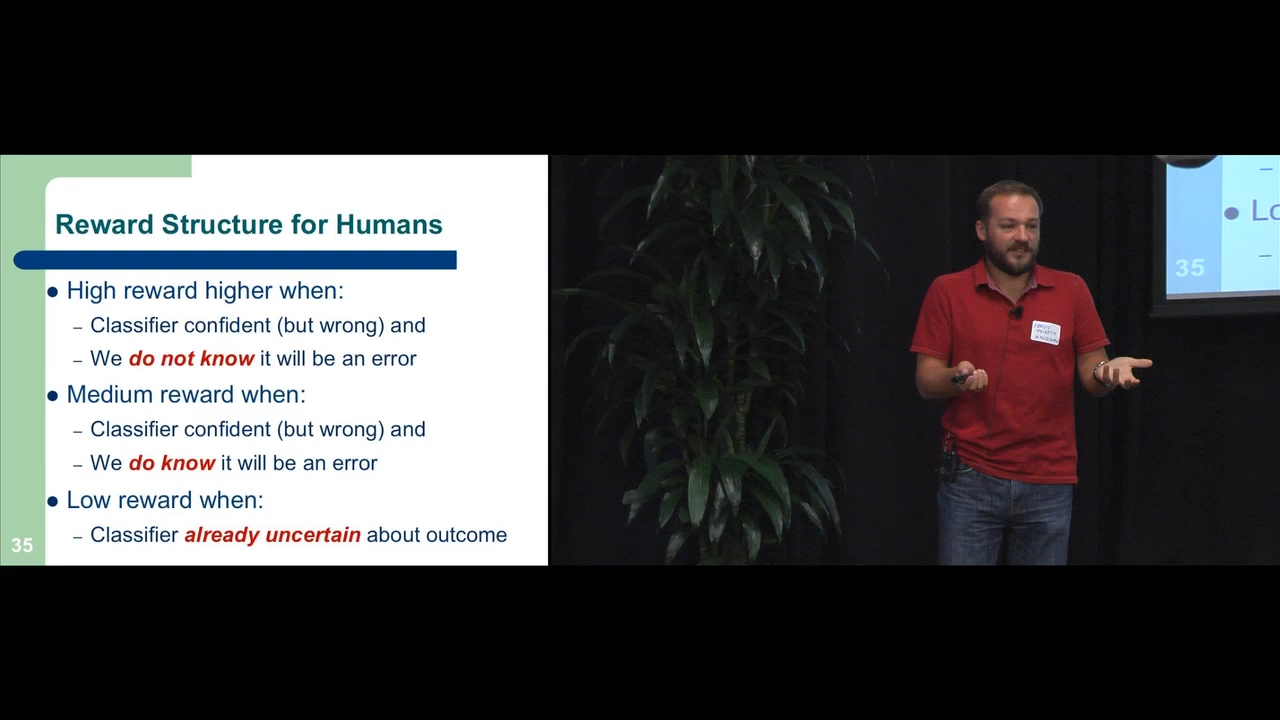 Reward Structure for Humans
● High reward higher when:
– Classifier confident (but wrong) and
– We do not know it will be an error
● Medium reward when:
– Classifier confident (but wrong) and
– We do know it will be an error
● Low reward when:
– Classifier already uncertain about outcome
35
–
● Lo
–
35